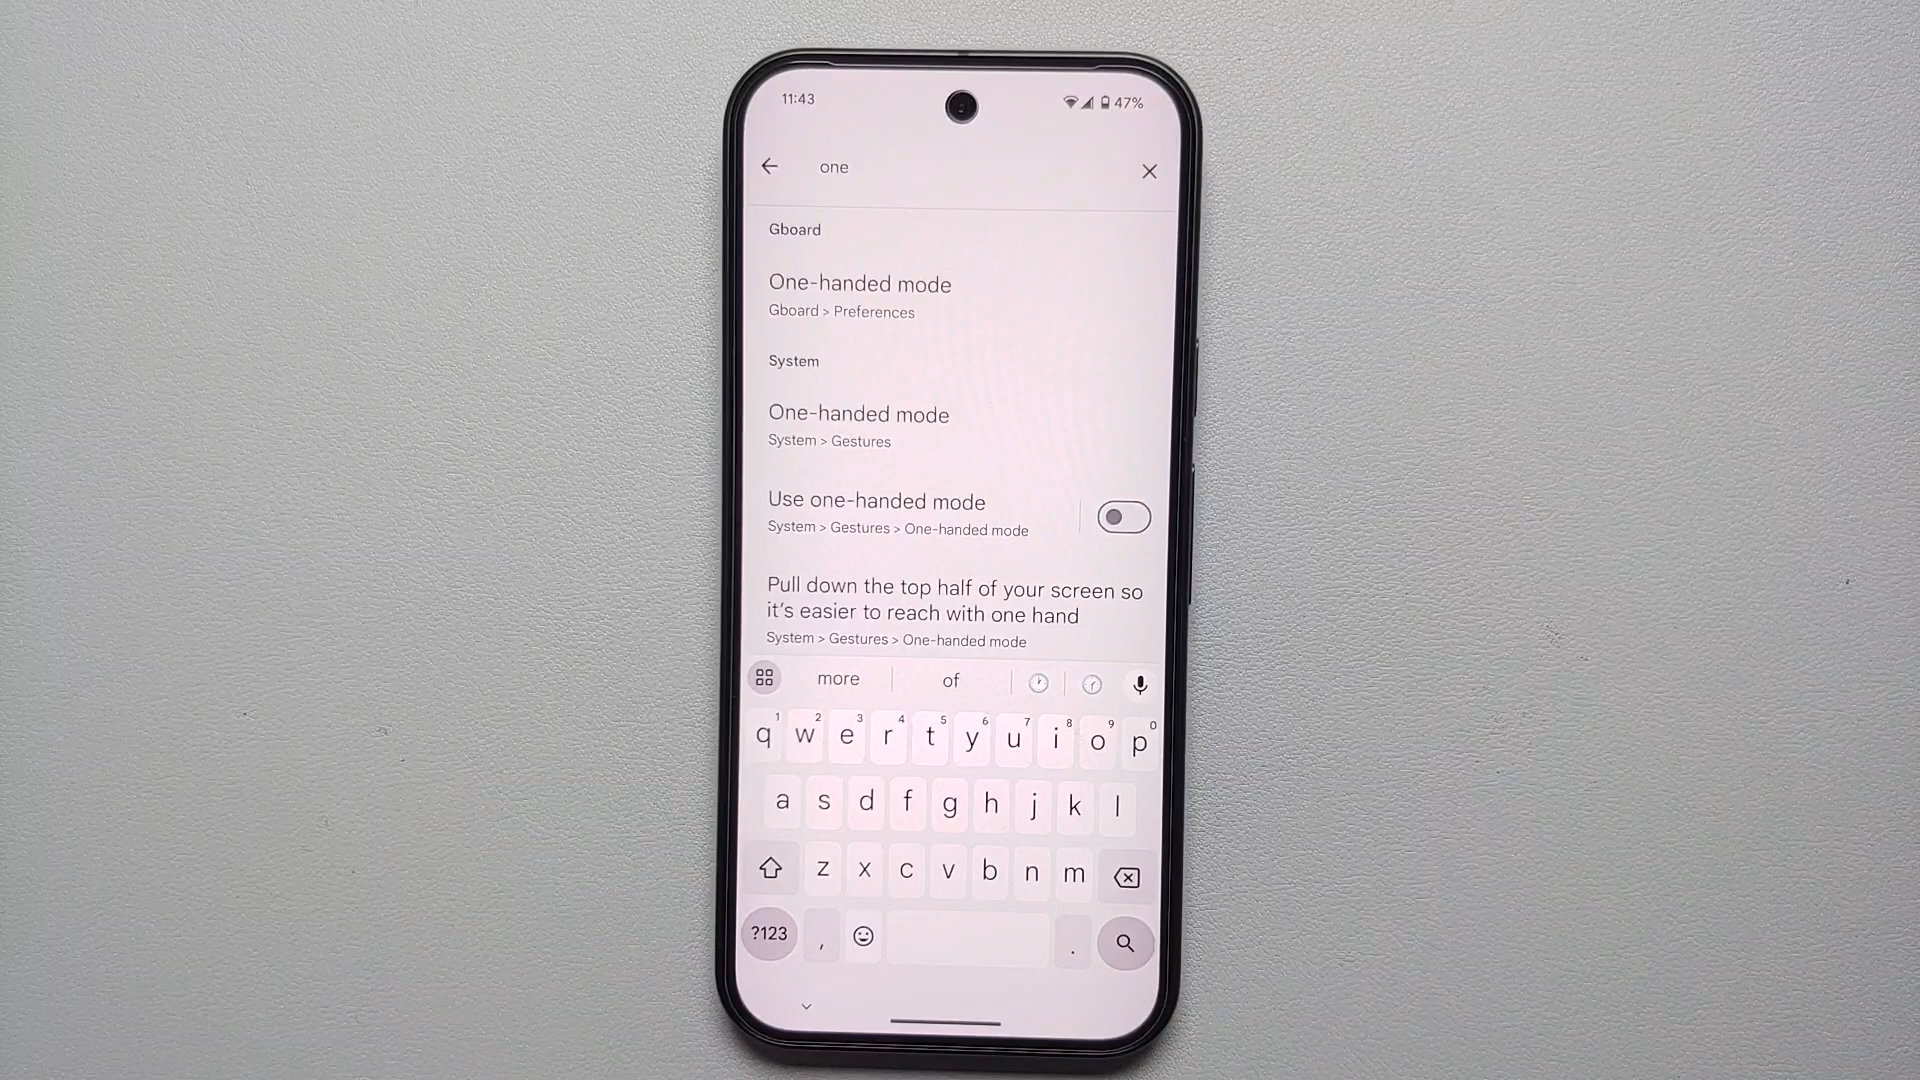 11:43
47%
one
Gboard
One-handed mode
Gboard > Preferences
System
One-handed mode
System > Gestures
Use one-handed mode
System > Gestures > One-handed mode
Pull down the top half of your screen so
it's easier to reach with one hand
System > Gestures > One-handed mode
more of
1 2 3 4 5 6 7 8 9 0
q w e r t y u i o p
a s d f g h j k l
z x c v b n m
?123 , .